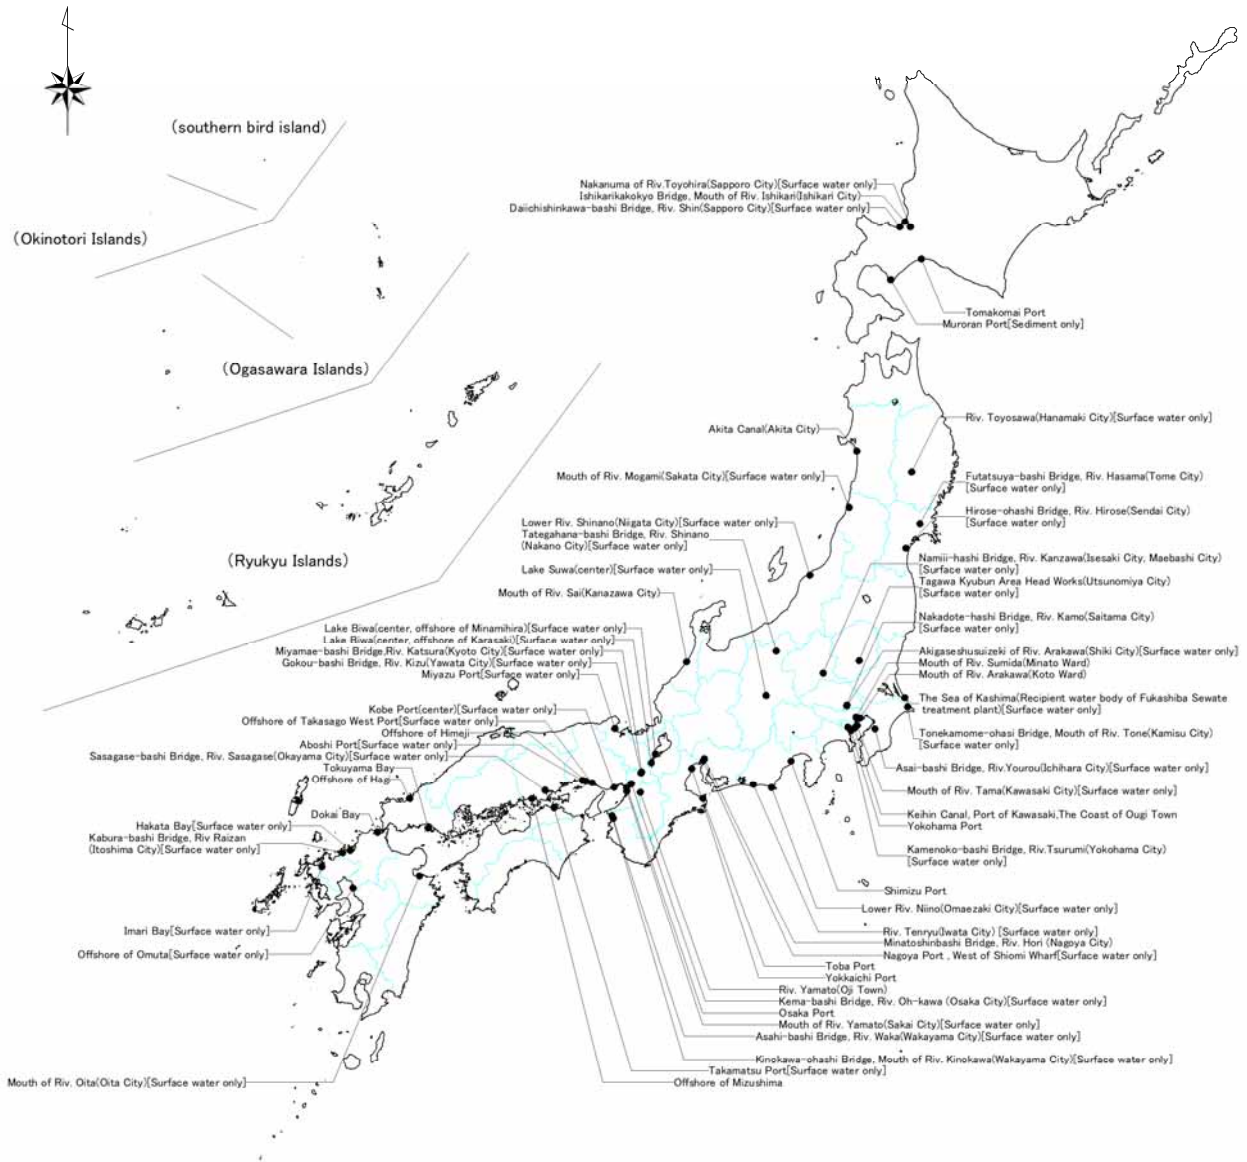 (southern bird island)
(Okinotori Islands)
(Ogasawara Islands)
(Ryukyu Islands)
Nakanuma of Riv.Toyohira(Sapporo City)[Surface water only]
Ishikarikakokyo Bridge, Mouth of Riv. Ishikari(Ishikari City)
Daiichishinkawa-bashi Bridge, Riv. Shin(Sapporo City)[Surface water only]
Tomakomai Port
Muroran Port[Sediment only]
Riv. Toyosawa(Hanamaki City)[Surface water only]
Akita Canal(Akita City)
Mouth of Riv. Mogami(Sakata City)[Surface water only]
Futatsuya-bashi Bridge, Riv. Hasama(Tome City)
[Surface water only]
Hirose-ohashi Bridge, Riv. Hirose(Sendai City)
[Surface water only]
Lower Riv. Shinano(Niigata City)[Surface water only]
Tategahana-bashi Bridge, Riv. Shinano
(Nakano City)[Surface water only]
Lake Suwa(center)[Surface water only]
Mouth of Riv. Sai(Kanazawa City)
Namiji-hashi Bridge, Riv. Kanzawa(Isesaki City, Maebashi City)
[Surface water only]
Tagawa Kyubun Area Head Works(Utsunomiya City)
[Surface water only]
Nakadote-hashi Bridge, Riv. Kamo(Saitama City)
[Surface water only]
Akigaseshusuizeki of Riv. Arakawa(Shiki City)[Surface water only]
Mouth of Riv. Sumida(Minato Ward)
Mouth of Riv. Arakawa(Koto Ward)
The Sea of Kashima(Recipient water body of Fukashiba Sewate
treatment plant)[Surface water only]
Tonekamome-ohasi Bridge, Mouth of Riv. Tone(Kamisu City)
[Surface water only]
Asai-bashi Bridge, Riv.Yourou(Ichihara City)[Surface water only]
Mouth of Riv. Tama(Kawasaki City)[Surface water only]
Keihin Canal, Port of Kawasaki,The Coast of Ougi Town
Yokohama Port
Kamenoko-bashi Bridge, Riv.Tsurumi(Yokohama City)
[Surface water only]
Lake Biwa(center, offshore of Minamihira)[Surface water only]
Lake Biwa(center, offshore of Karasaki)[Surface water only]
Miyamae-bashi Bridge,Riv. Katsura(Kyoto City)[Surface water only]
Gokou-bashi Bridge, Riv. Kizu(Yawata City)[Surface water only]
Miyazu Port[Surface water only]
Kobe Port(center)[Surface water only]
Offshore of Takasago West Port[Surface water only]
Offshore of Himeji
Aboshi Port[Surface water only]
Sasagase-bashi Bridge, Riv. Sasagase(Okayama City)[Surface water only]
Tokuyama Bay
Offshore of Hagi
Dokai Bay
Hakata Bay[Surface water only]
Kabura-bashi Bridge, Riv Raizan
(Itoshima City)[Surface water only]
Imari Bay[Surface water only]
Offshore of Omuta[Surface water only]
Mouth of Riv. Oita(Oita City)[Surface water only]
Shimizu Port
Lower Riv. Niino(Omaezaki City)[Surface water only]
Riv. Tenryu(Iwata City) [Surface water only]
Minatoshinbashi Bridge, Riv. Hori (Nagoya City)
Nagoya Port , West of Shiomi Wharf[Surface water only]
Toba Port
Yokkaichi Port
Riv. Yamato(Oji Town)
Kema-bashi Bridge, Riv. Oh-kawa (Osaka City)[Surface water only]
Osaka Port
Mouth of Riv. Yamato(Sakai City)[Surface water only]
Asahi-bashi Bridge, Riv. Waka(Wakayama City)[Surface water only]
Kinokawa-ohashi Bridge, Mouth of Riv. Kinokawa(Wakayama City)[Surface water only]
Takamatsu Port[Surface water only]
Offshore of Mizushima